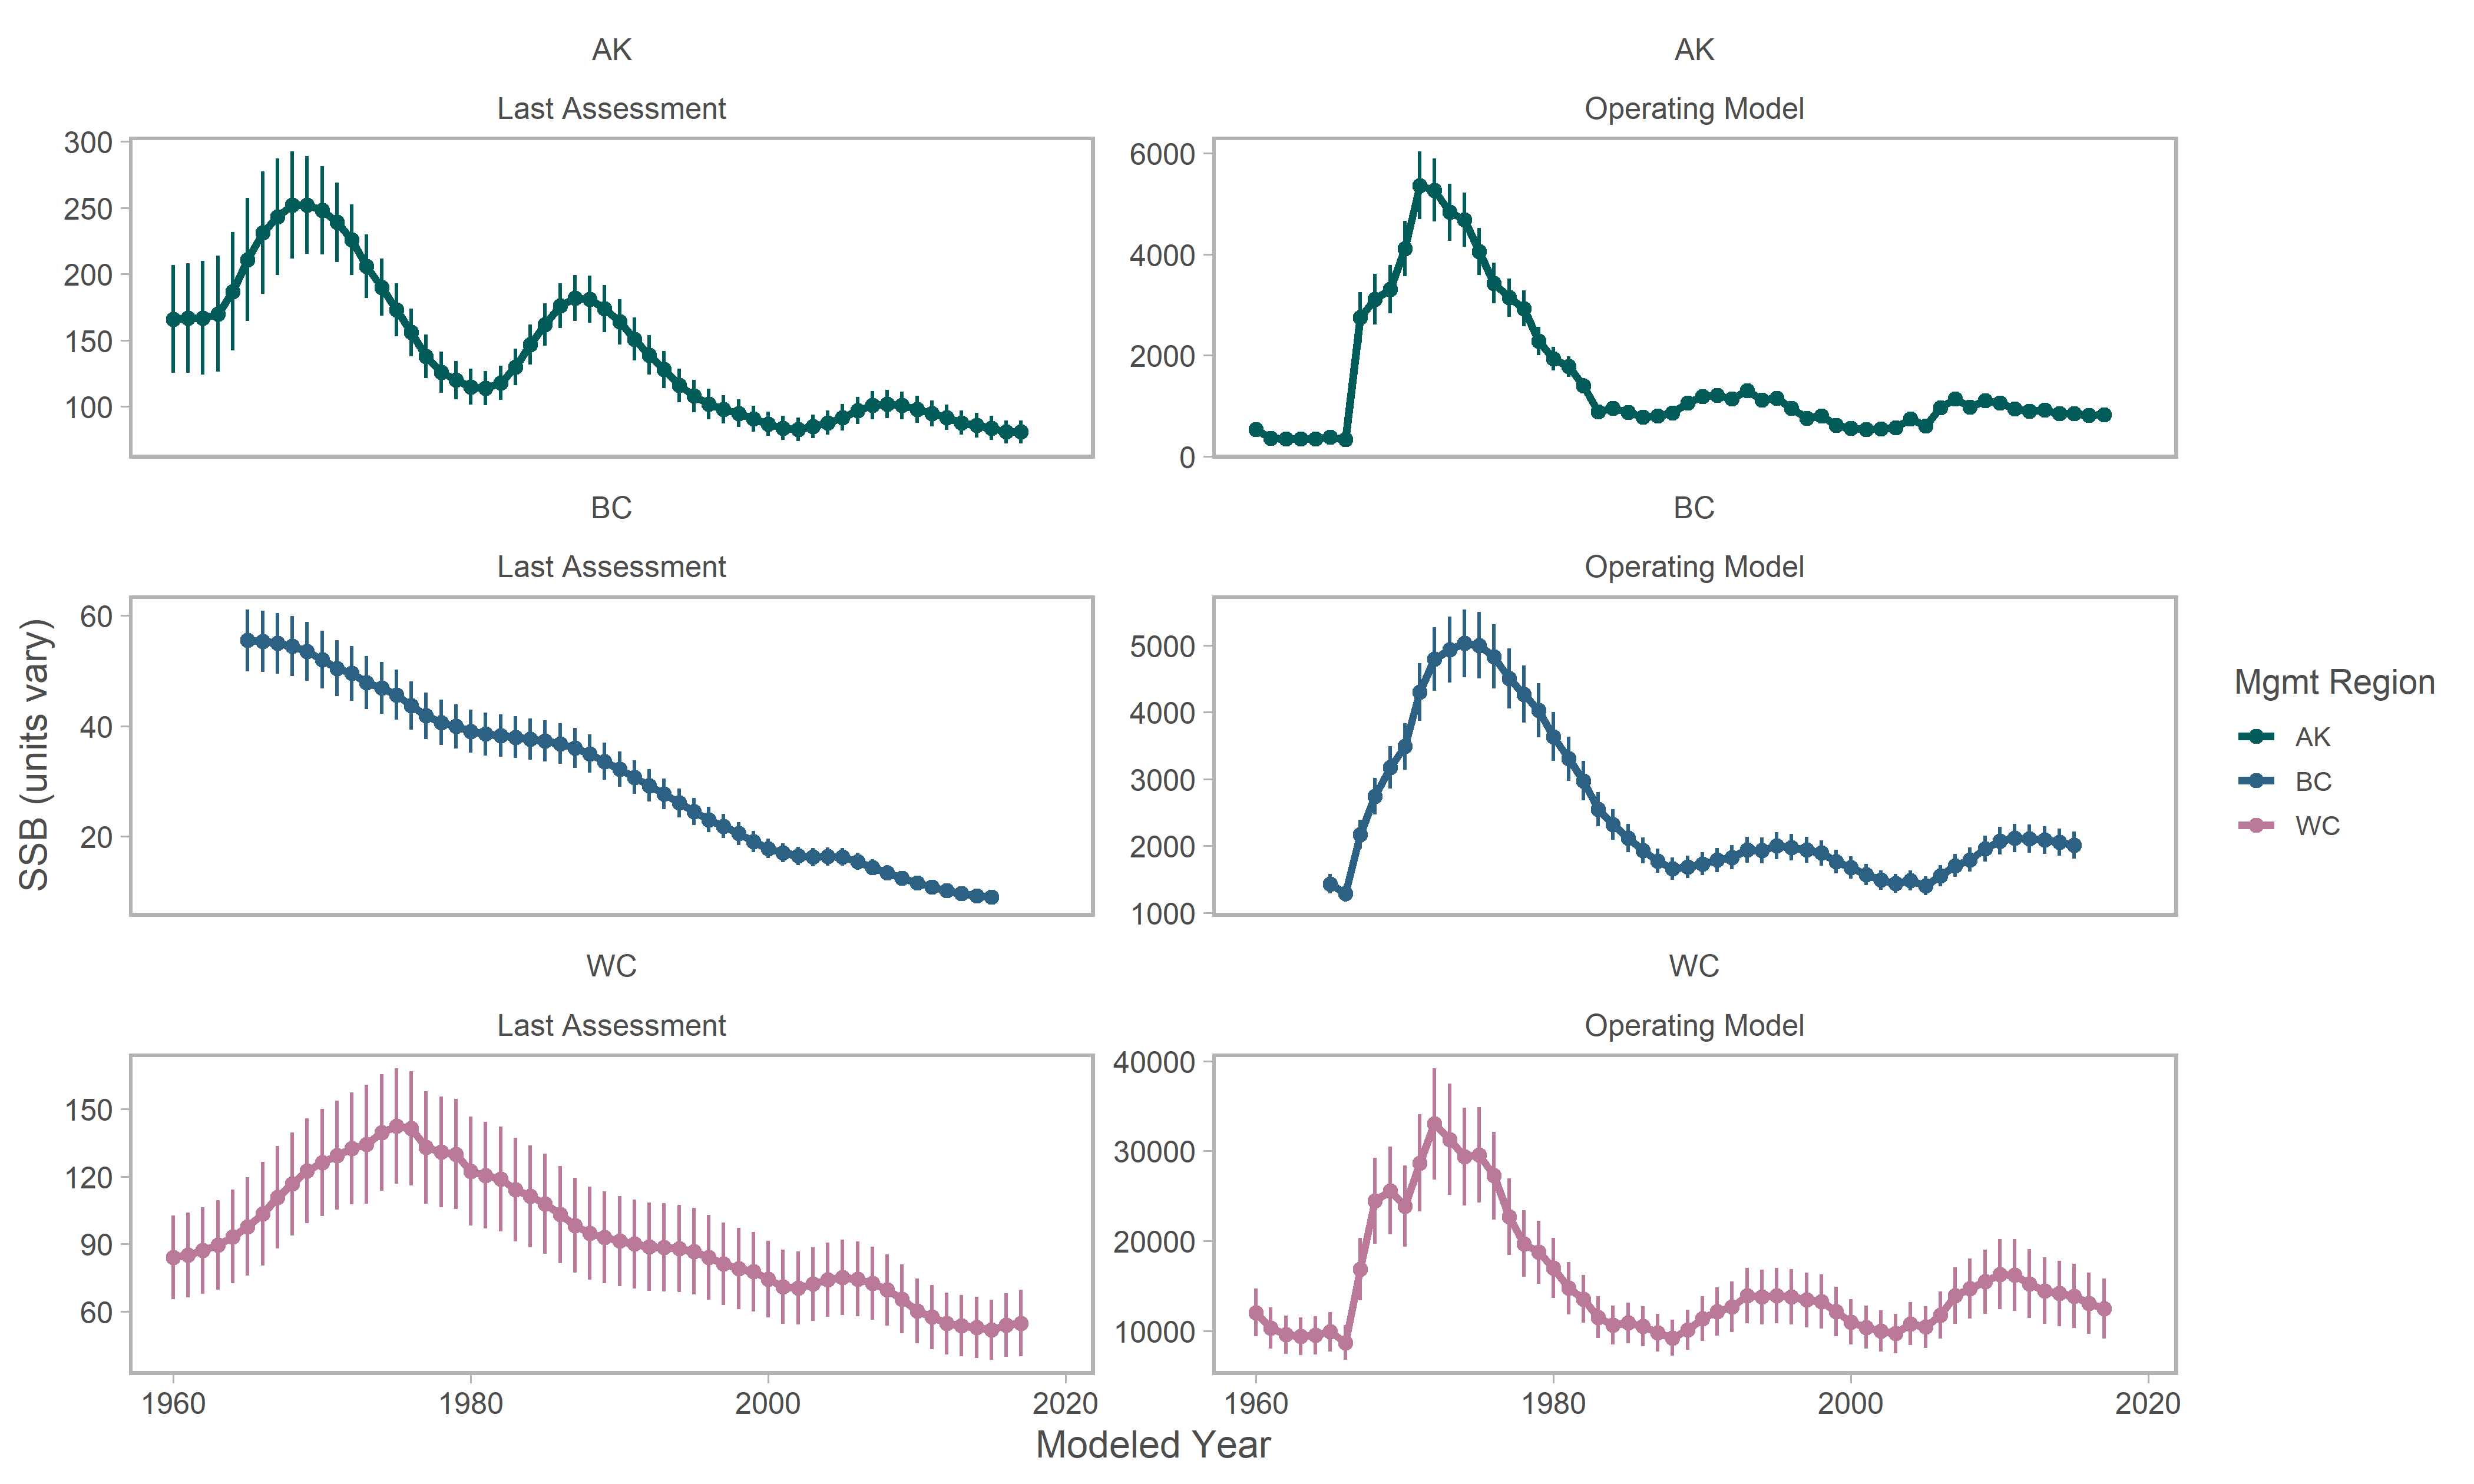 AK
Last Assessment
300
250
200
150
100
AK
Operating Model
6000
4000
2000
0
BC
Last Assessment
60
40
20
BC
Operating Model
5000
4000
3000
2000
1000
WC
Last Assessment
150
120
90
60
1960 1980 2000 2020
WC
Operating Model
40000
30000
20000
10000
1960 1980 2000 2020
SSB (units vary)
Modeled Year
Mgmt Region
AK
BC
WC